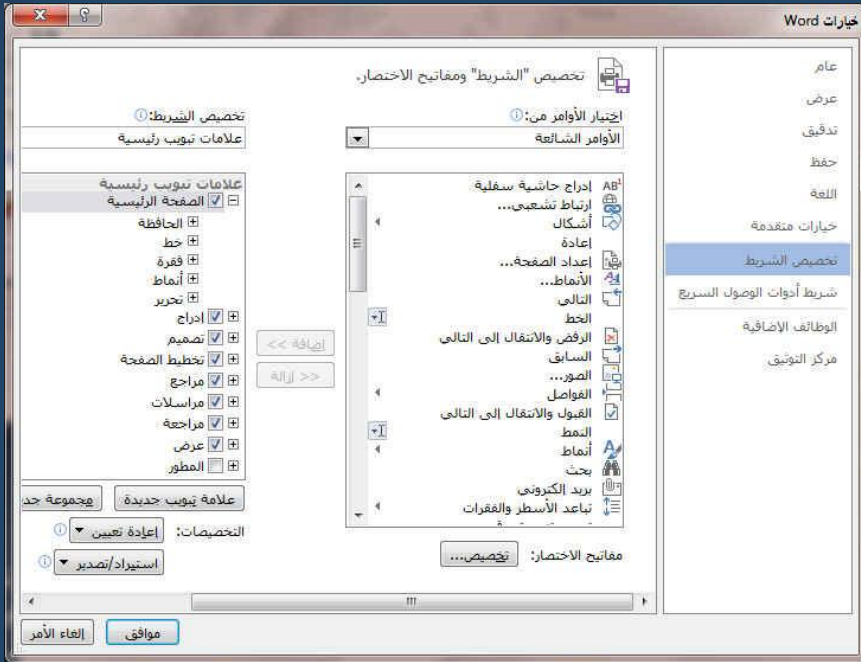 خيارات Word
عام
عرض
تدقيق
حفظ
اللغة
خيارات متقدمة
تخصيص الشريط
شريط أدوات الوصول السريع
الوظائف الإضافية
مركز التوثيق
تخصيص "الشريط" ومفاتيح الاختصار.
اختيار الأوامر من:
الأوامر الشائعة
إدراج حاشية سفلية
ارتباط تشعبي...
أشكال
إعادة
إعداد الصفحة...
الأنماط...
التالي
الخط
الرفض والانتقال إلى التالي
السابق
الصور...
الفواصل
القبول والانتقال إلى التالي
النمط
أنماط
بحث
بريد إلكتروني
تباعد الأسطر والفقرات
مفاتيح الاختصار: تخصيص...
إضافة >>
<< إزالة
تخصيص الشريط:
علامات تبويب رئيسية
علامات تبويب رئيسية
الصفحة الرئيسية
الحافظة
خط
فقرة
أنماط
تحرير
إدراج
تصميم
تخطيط الصفحة
مراجع
مراسلات
مراجعة
عرض
المطور
علامة تبويب جديدة
مجموعة جد
التخصيصات: إعادة تعيين
استيراد/تصدير
موافق
إلغاء الأمر